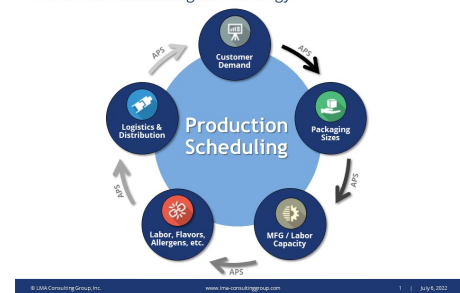 APS
Customer
Demand
APS
Logistics &
Distribution
Production
Scheduling
Packaging
Sizes
APS
APS
Labor, Flavors,
Allergens, etc.
MFG / Labor
Capacity
APS
© LMA Consulting Group, Inc.
www.lma-consultinggroup.com
1 | July 6, 2022